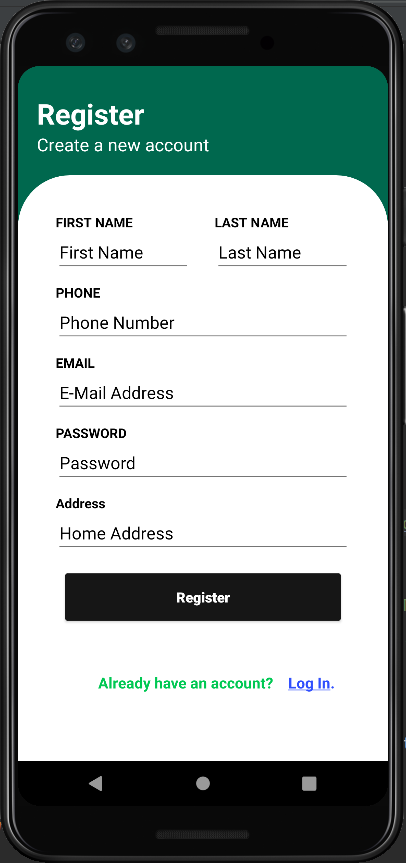 Register
Create a new account
FIRST NAME LAST NAME
First Name Last Name
PHONE
Phone Number
EMAIL
E-Mail Address
PASSWORD
Password
Address
Home Address
Register
Already have an account? Log In.